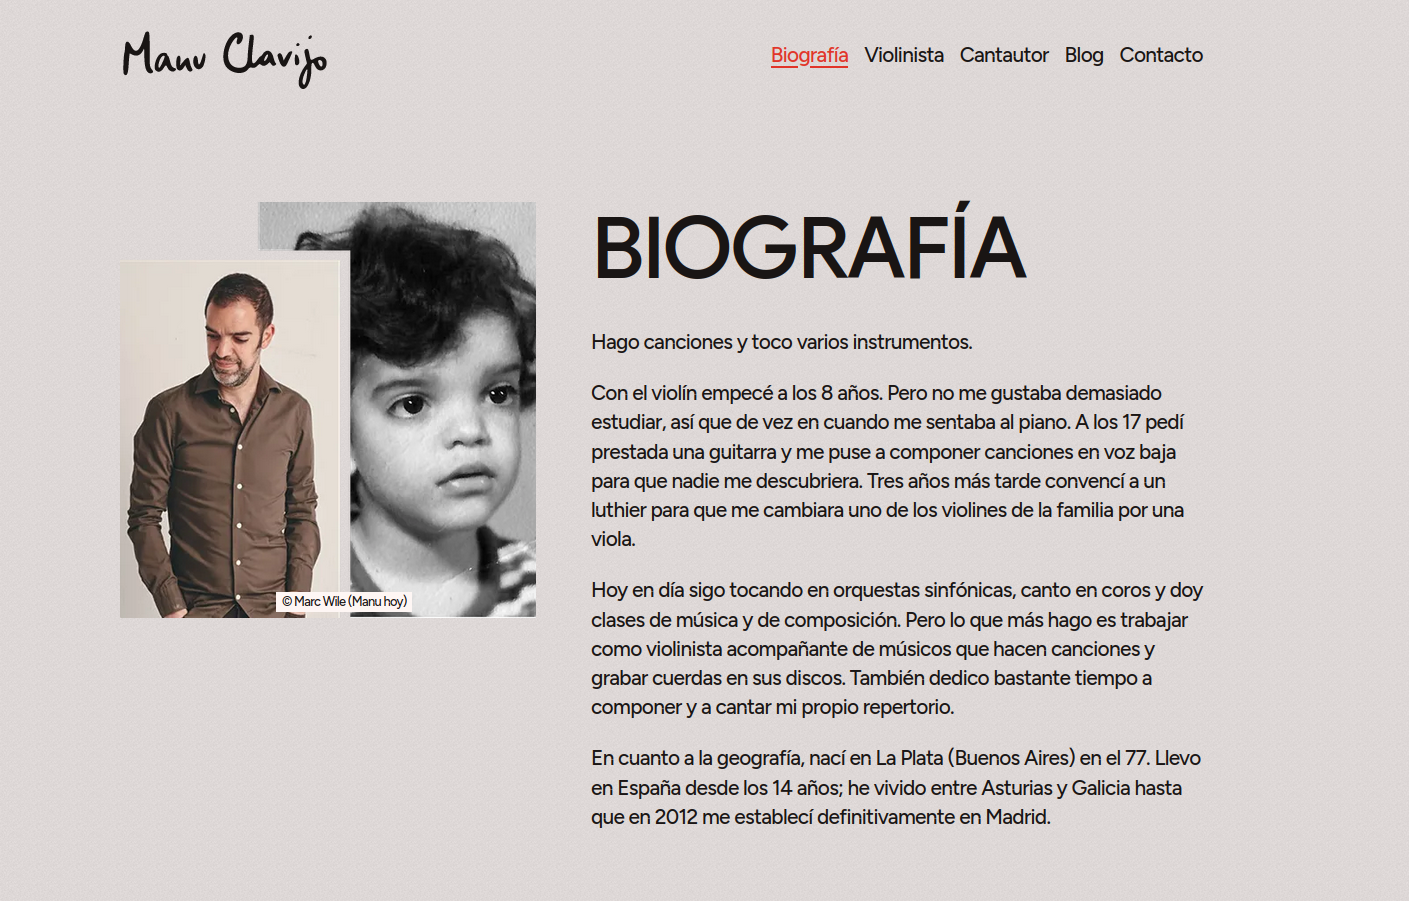 Manu Clavijo
Biografía Violinista Cantautor Blog Contacto
BIOGRAFÍA
Hago canciones y toco varios instrumentos.
Con el violín empecé a los 8 años. Pero no me gustaba demasiado
estudiar, así que de vez en cuando me sentaba al piano. A los 17 pedí
prestada una guitarra y me puse a componer canciones en voz baja
para que nadie me descubriera. Tres años más tarde convencí a un
luthier para que me cambiara uno de los violines de la familia por una
viola.
Hoy en día sigo tocando en orquestas sinfónicas, canto en coros y doy
clases de música y de composición. Pero lo que más hago es trabajar
como violinista acompañante de músicos que hacen canciones y
grabar cuerdas en sus discos. También dedico bastante tiempo a
componer y a cantar mi propio repertorio.
En cuanto a la geografía, nací en La Plata (Buenos Aires) en el 77. Llevo
en España desde los 14 años; he vivido entre Asturias y Galicia hasta
que en 2012 me establecí definitivamente en Madrid.
© Marc Wile (Manu hoy)